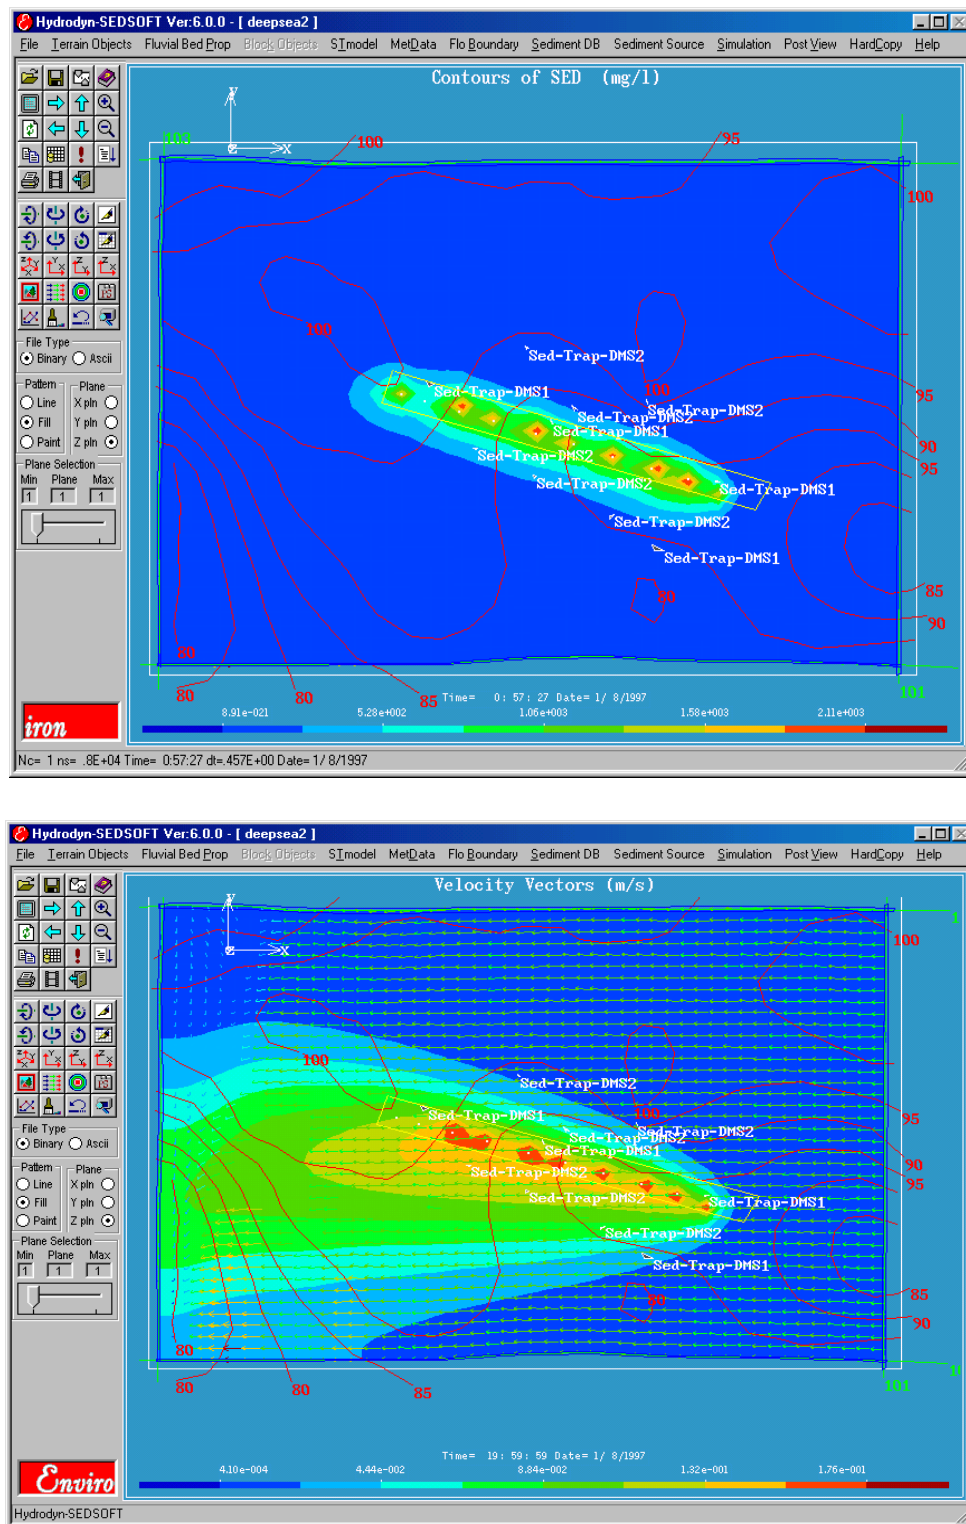 Hydrodyn-SEDSOFT Ver:6.0.0 - [ deepsea2 ]
File Terrain Objects Fluvial Bed Prop Block Objects STmodel MetData Flo Boundary Sediment DB Sediment Source Simulation Post View HardCopy Help
Contours of SED (mg/l)
Y
Z X
103 100 95
100
File Type
Binary Ascii
Pattern Plane
Line X pln
Fill Y pln
Paint Z pln
Plane Selection
Min Plane Max
1 1 1
100
Sed-Trap-DMS2
100
Sed-Trap-DMS1
95
Sed-Trap-DMS2
Sed-Trap-DMS2
Sed-Trap-DMS1
90
Sed-Trap-DMS2
95
Sed-Trap-DMS2
Sed-Trap-DMS1
Sed-Trap-DMS2
Sed-Trap-DMS1
85
80
90
80
80 80 85
101
Time= 0: 57: 27 Date= 1/ 8/1997
8.91e-021 5.28e+002 1.06e+003 1.58e+003 2.11e+003
iron
Nc= 1 ns= .8E+04 Time= 0:57:27 dt=.457E+00 Date= 1/ 8/1997
Hydrodyn-SEDSOFT Ver:6.0.0 - [ deepsea2 ]
File Terrain Objects Fluvial Bed Prop Block Objects STmodel MetData Flo Boundary Sediment DB Sediment Source Simulation Post View HardCopy Help
Velocity Vectors (m/s)
Y
Z X
100
File Type
Binary Ascii
Pattern Plane
Line X pln
Fill Y pln
Paint Z pln
Plane Selection
Min Plane Max
1 1 1
100
Sed-Trap-DMS2
100
Sed-Trap-DMS1
95
Sed-Trap-DMS2
Sed-Trap-DMS2
Sed-Trap-DMS1
90
Sed-Trap-DMS2
95
Sed-Trap-DMS2
Sed-Trap-DMS1
Sed-Trap-DMS2
Sed-Trap-DMS1
85
80
90
80
80 80 85
101
Time= 19: 59: 59 Date= 1/ 8/1997
4.10e-004 4.44e-002 8.84e-002 1.32e-001 1.76e-001
Enviro
Hydrodyn-SEDSOFT